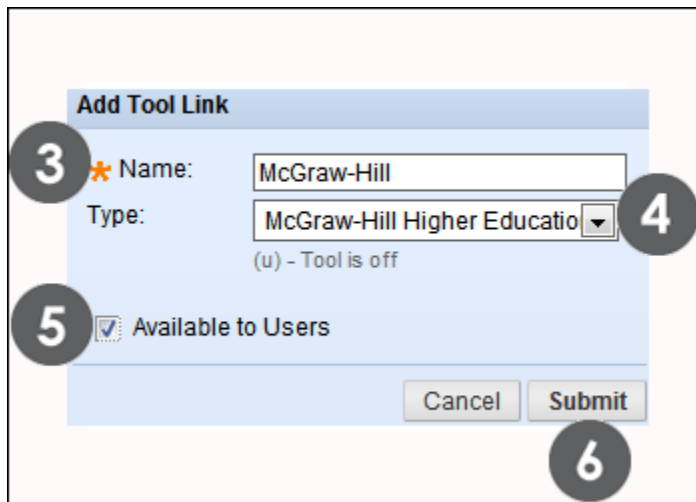 Add Tool Link
3 * Name: McGraw-Hill
Type: McGraw-Hill Higher Educatio 4
(u) - Tool is off
5 Available to Users
Cancel Submit
6